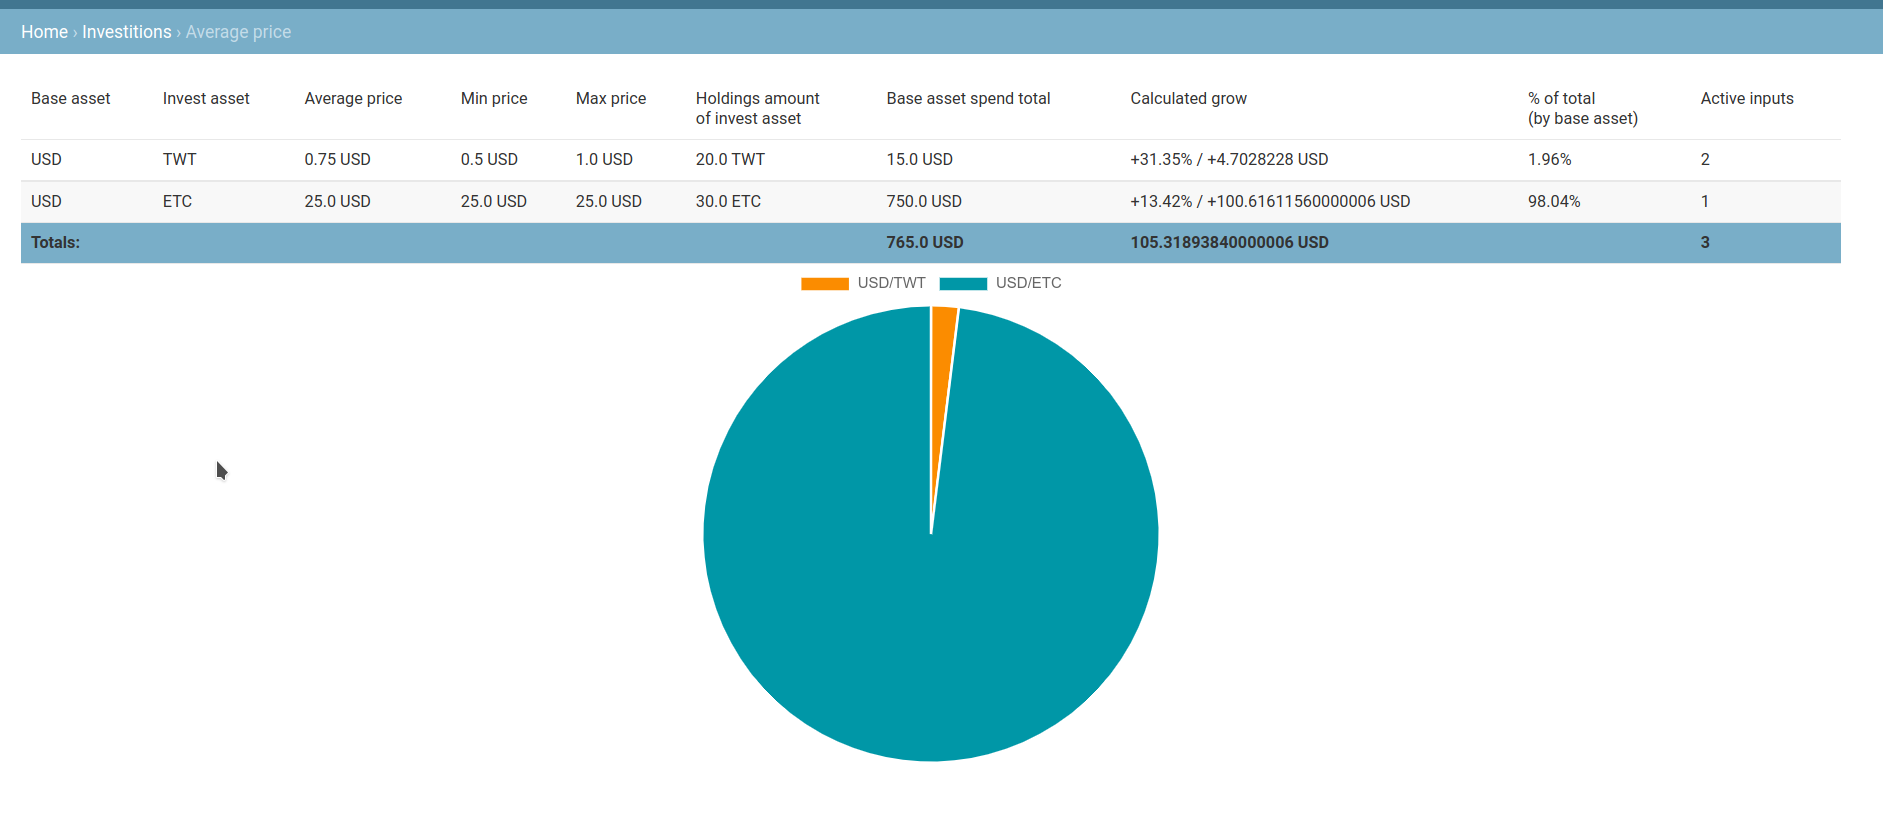 Home › Investitions › Average price
Base asset Invest asset Average price Min price Max price Holdings amount of invest asset Base asset spend total Calculated grow % of total (by base asset) Active inputs
USD TWT 0.75 USD 0.5 USD 1.0 USD 20.0 TWT 15.0 USD +31.35% / +4.7028228 USD 1.96% 2
USD ETC 25.0 USD 25.0 USD 25.0 USD 30.0 ETC 750.0 USD +13.42% / +100.61611560000006 USD 98.04% 1
Totals: 765.0 USD 105.31893840000006 USD 3
USD/TWT USD/ETC